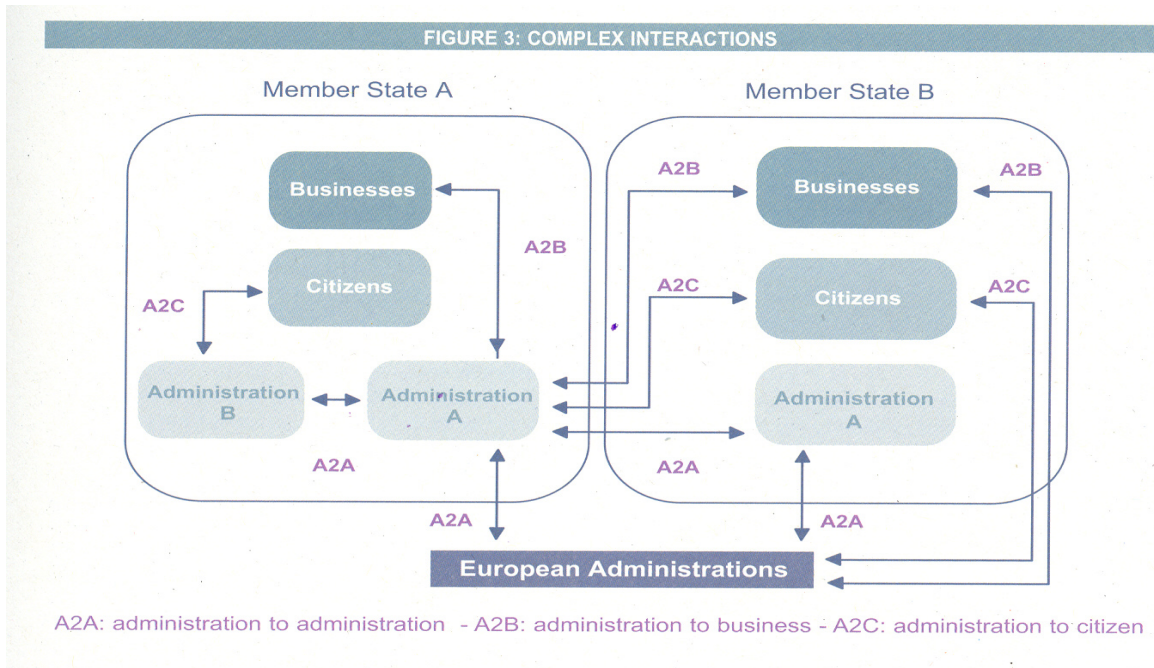 FIGURE 3: COMPLEX INTERACTIONS
Member State A
Member State B
Businesses
A2B
Citizens
A2C
Administration
B
Administration
A
A2A
A2B
Businesses
A2B
A2C
Citizens
A2C
Administration
A
A2A
A2A
A2A
European Administrations
A2A: administration to administration - A2B: administration to business - A2C: administration to citizen